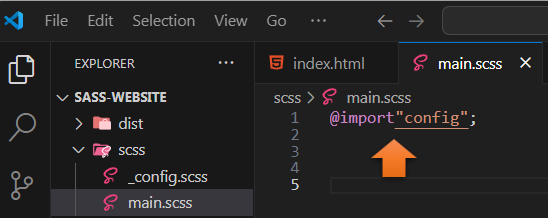 File Edit Selection View Go ...
EXPLORER ...
index.html
main.scss
SASS-WEBSITE
dist
scss
_config.scss
main.scss
scss > main.scss
1 @import"config";
2
3
4
5